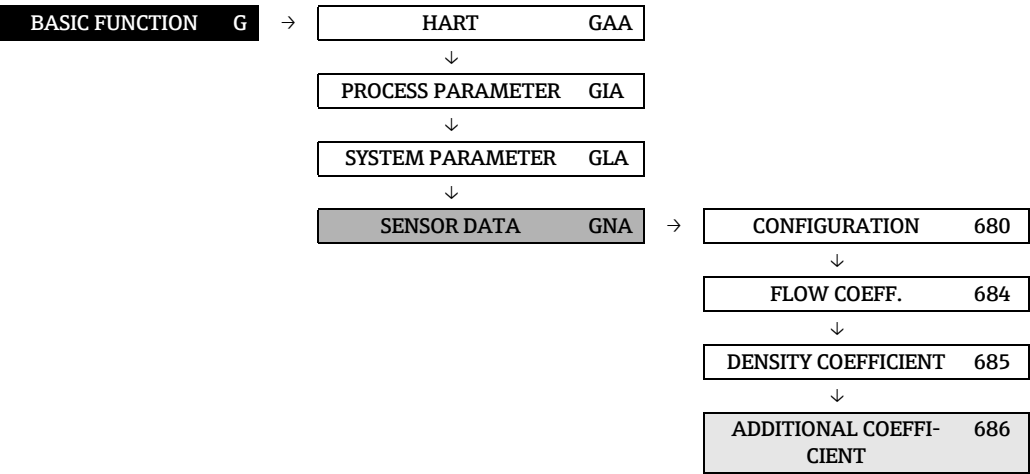 BASIC FUNCTION G → HART GAA
↓
PROCESS PARAMETER GIA
↓
SYSTEM PARAMETER GLA
↓
SENSOR DATA GNA → CONFIGURATION 680
↓
FLOW COEFF. 684
↓
DENSITY COEFFICIENT 685
↓
ADDITIONAL COEFFI- 686
CIENT